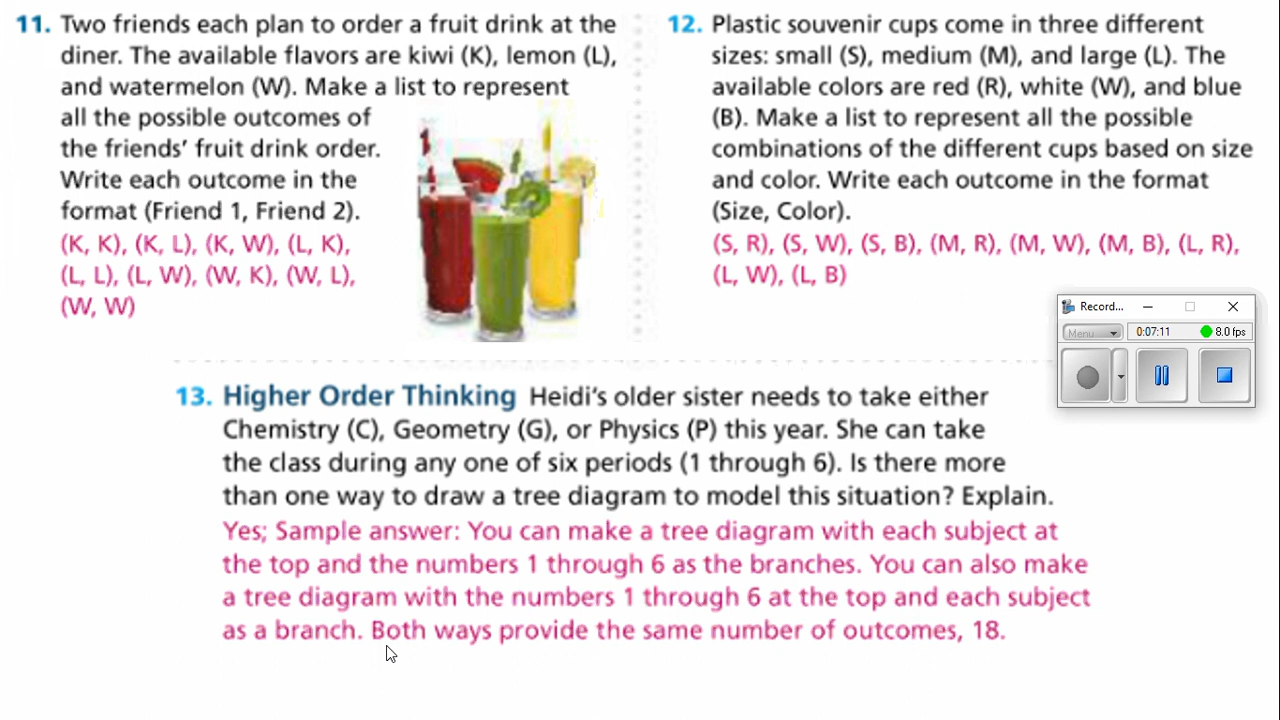 11. Two friends each plan to order a fruit drink at the
diner. The available flavors are kiwi (K), lemon (L),
and watermelon (W). Make a list to represent
all the possible outcomes of
the friends' fruit drink order.
Write each outcome in the
format (Friend 1, Friend 2).
(K, K), (K, L), (K, W), (L, K),
(L, L), (L, W), (W, K), (W, L),
(W, W)
12. Plastic souvenir cups come in three different
sizes: small (S), medium (M), and large (L). The
available colors are red (R), white (W), and blue
(B). Make a list to represent all the possible
combinations of the different cups based on size
and color. Write each outcome in the format
(Size, Color).
(S, R), (S, W), (S, B), (M, R), (M, W), (M, B), (L, R),
(L, W), (L, B)
Record...
Menu
0:07:11
8.0 fps
13. Higher Order Thinking Heidi's older sister needs to take either
Chemistry (C), Geometry (G), or Physics (P) this year. She can take
the class during any one of six periods (1 through 6). Is there more
than one way to draw a tree diagram to model this situation? Explain.
Yes; Sample answer: You can make a tree diagram with each subject at
the top and the numbers 1 through 6 as the branches. You can also make
a tree diagram with the numbers 1 through 6 at the top and each subject
as a branch. Both ways provide the same number of outcomes, 18.